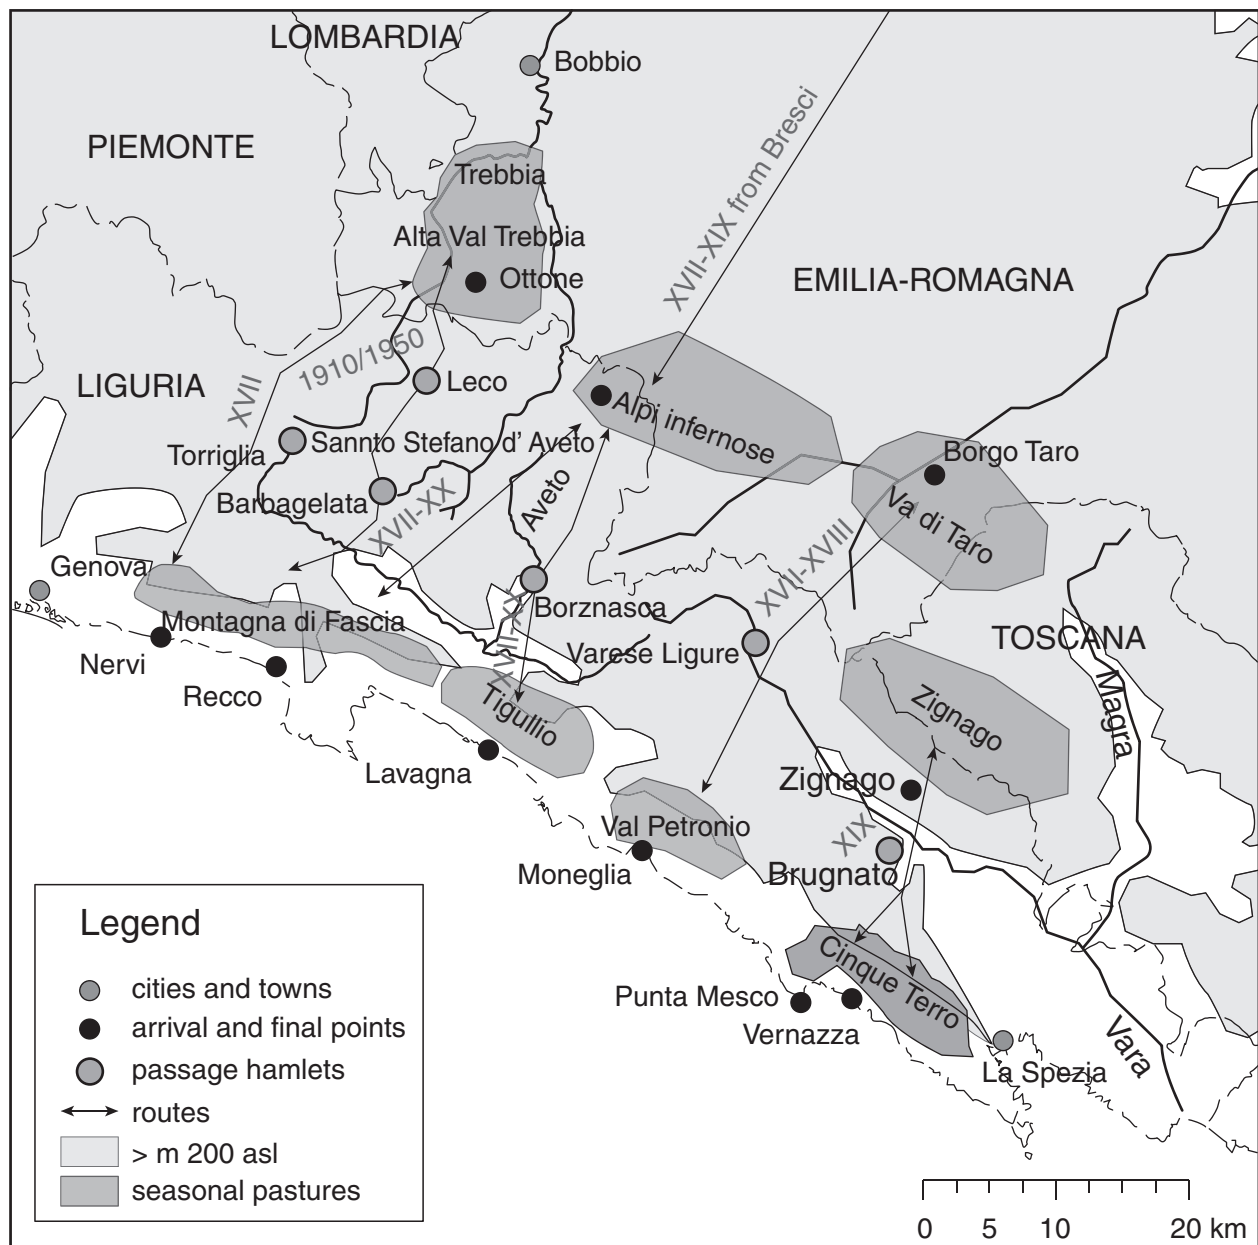 LOMBARDIA
Bobbio
PIEMONTE
Trebbia
XVII-XIX from Bresci
Alta Val Trebbia
Ottone
EMILIA-ROMAGNA
1910/1950
LIGURIA
XVII
Leco
Alpi infernose
Torriglia
Sannto Stefano d' Aveto
Borgo Taro
Barbagelata
XVII-XX
Aveto
Va di Taro
Genova
XVII-XVIII
Borznasca
Montagna di Fascia
XVII-XX
Varese Ligure
TOSCANA
Nervi
Recco
Tigullio
Zignago
Magra
Lavagna
Zignago
Val Petronio
XIX
Moneglia
Brugnato
Cinque Terro
Punta Mesco
Vernazza
La Spezia
Vara
Legend
cities and towns
arrival and final points
passage hamlets
routes
> m 200 asl
seasonal pastures
0 5 10 20 km